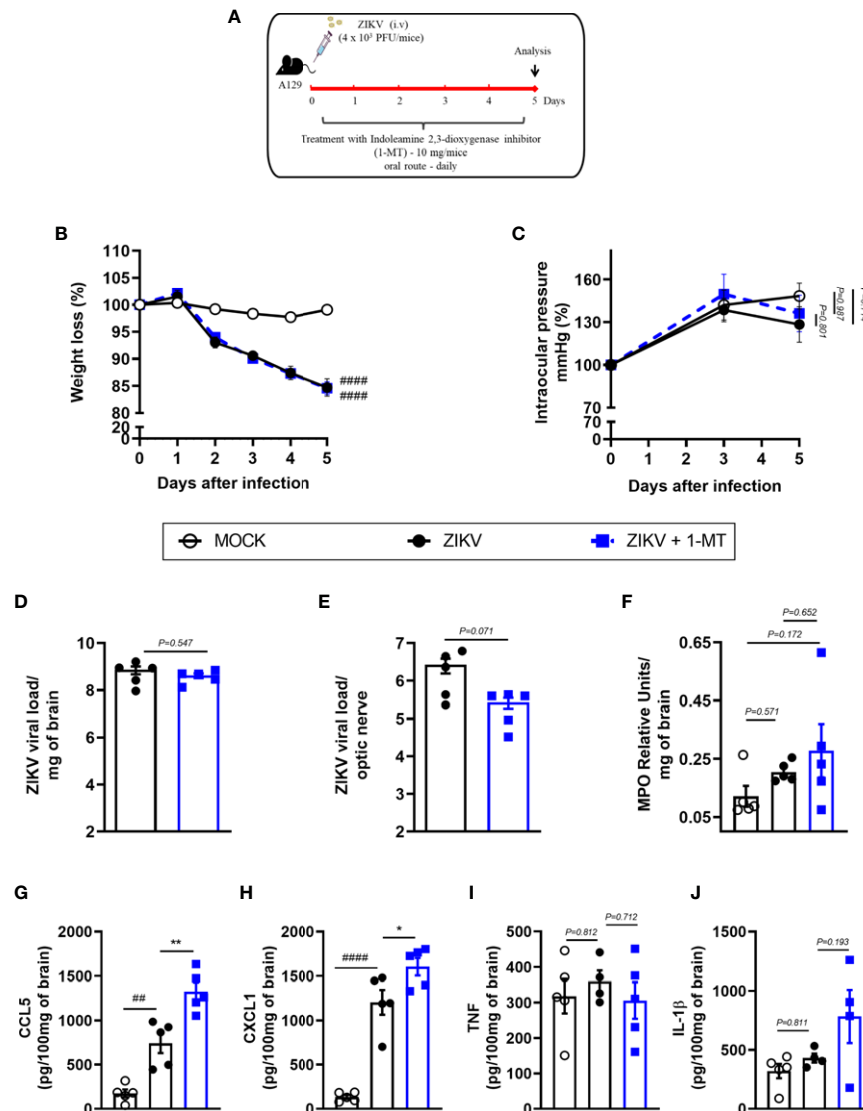 A
ZIKV (i.v)
(4 x 10³ PFU/mice)
Analysis
A129
0 1 2 3 4 5 Days
Treatment with Indoleamine 2,3-dioxygenase inhibitor
(1-MT) - 10 mg/mice
oral route - daily
B
Weight loss (%)
110
105
100
95
90
85
80
20
0
0 1 2 3 4 5
Days after infection
####
####
C
Intraocular pressure
mmHg (%)
160
130
100
70
70
0
0 1 2 3 4 5
Days after infection
P=0.801
P=0.987
MOCK ZIKV ZIKV + 1-MT
D
ZIKV viral load/
mg of brain
10
8
6
4
2
P=0.547
E
ZIKV viral load/
optic nerve
7
6
5
4
3
2
P=0.071
F
MPO Relative Units/
mg of brain
0.65
0.45
0.25
0.05
P=0.652
P=0.172
P=0.571
G
CCL5
(pg/100mg of brain)
2000
1500
1000
500
0
##
**
H
CXCL1
(pg/100mg of brain)
2000
1500
1000
500
0
####
*
I
TNF
(pg/100mg of brain)
500
400
300
200
100
0
P=0.812
P=0.712
J
IL-1β
(pg/100mg of brain)
1500
1000
500
0
P=0.811
P=0.193